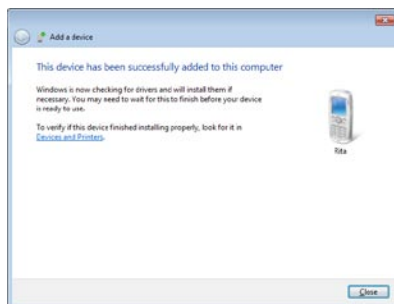 Add a device
This device has been successfully added to this computer
Windows is now checking for drivers and will install them if
necessary. You may need to wait for this to finish before your device
is ready to use.
To verify if this device finished installing properly, look for it in
Devices and Printers.
Rita
Close